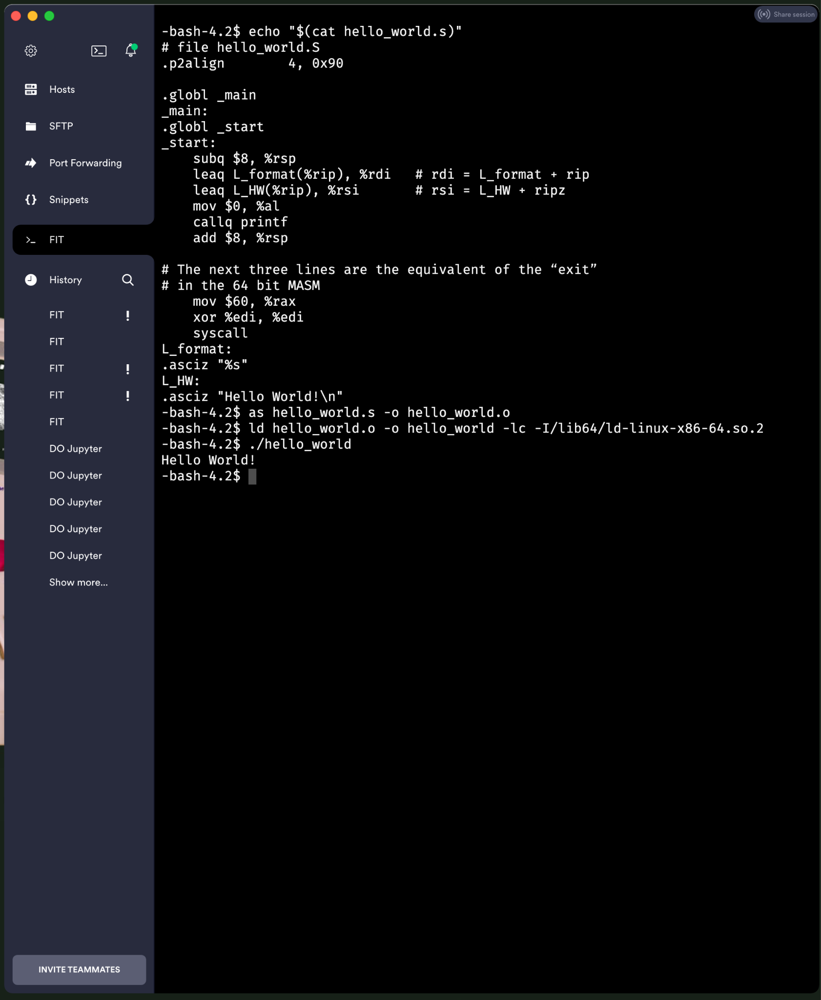 Share session
Hosts
SFTP
Port Forwarding
Snippets
FIT
History
FIT !
FIT
FIT !
FIT !
FIT
DO Jupyter
DO Jupyter
DO Jupyter
DO Jupyter
DO Jupyter
Show more...
INVITE TEAMMATES
-bash-4.2$ echo "$(cat hello_world.s)"
# file hello_world.S
.p2align        4, 0x90

.globl _main
_main:
.globl _start
_start:
    subq $8, %rsp
    leaq L_format(%rip), %rdi   # rdi = L_format + rip
    leaq L_HW(%rip), %rsi       # rsi = L_HW + ripz
    mov $0, %al
    callq printf
    add $8, %rsp

# The next three lines are the equivalent of the “exit”
# in the 64 bit MASM
    mov $60, %rax
    xor %edi, %edi
    syscall
L_format:
.asciz "%s"
L_HW:
.asciz "Hello World!\n"
-bash-4.2$ as hello_world.s -o hello_world.o
-bash-4.2$ ld hello_world.o -o hello_world -lc -I/lib64/ld-linux-x86-64.so.2
-bash-4.2$ ./hello_world
Hello World!
-bash-4.2$